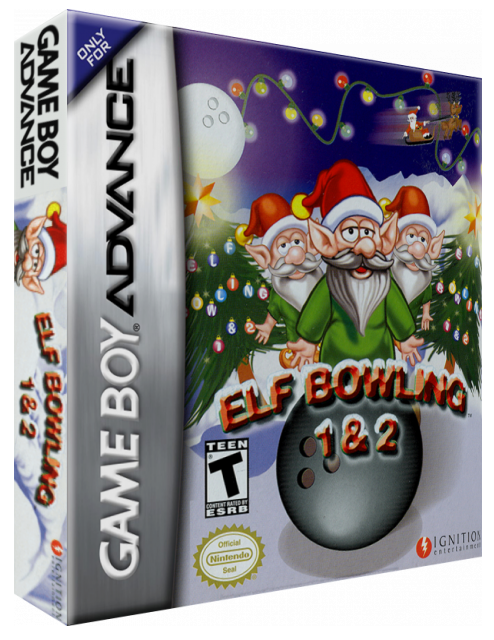 GAME BOY
ADVANCE
ELF BOWLING
1 & 2
IGNITION
ONLY
FOR
GAME BOY ADVANCE
ELF BOWLING
1 & 2
TEEN
T
CONTENT RATED BY
ESRB
Official
Nintendo
Seal
IGNITION
entertainment